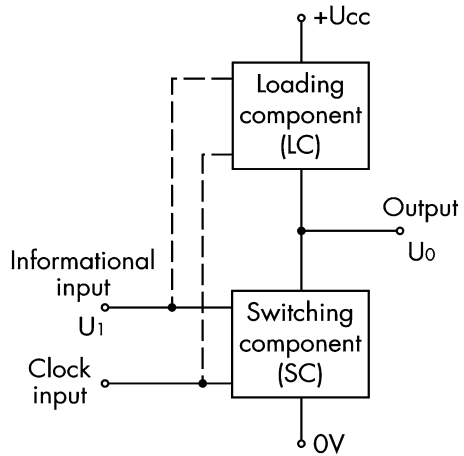 +Ucc
Loading
component
(LC)
Output
U0
Informational
input
U1
Switching
component
(SC)
Clock
input
0V